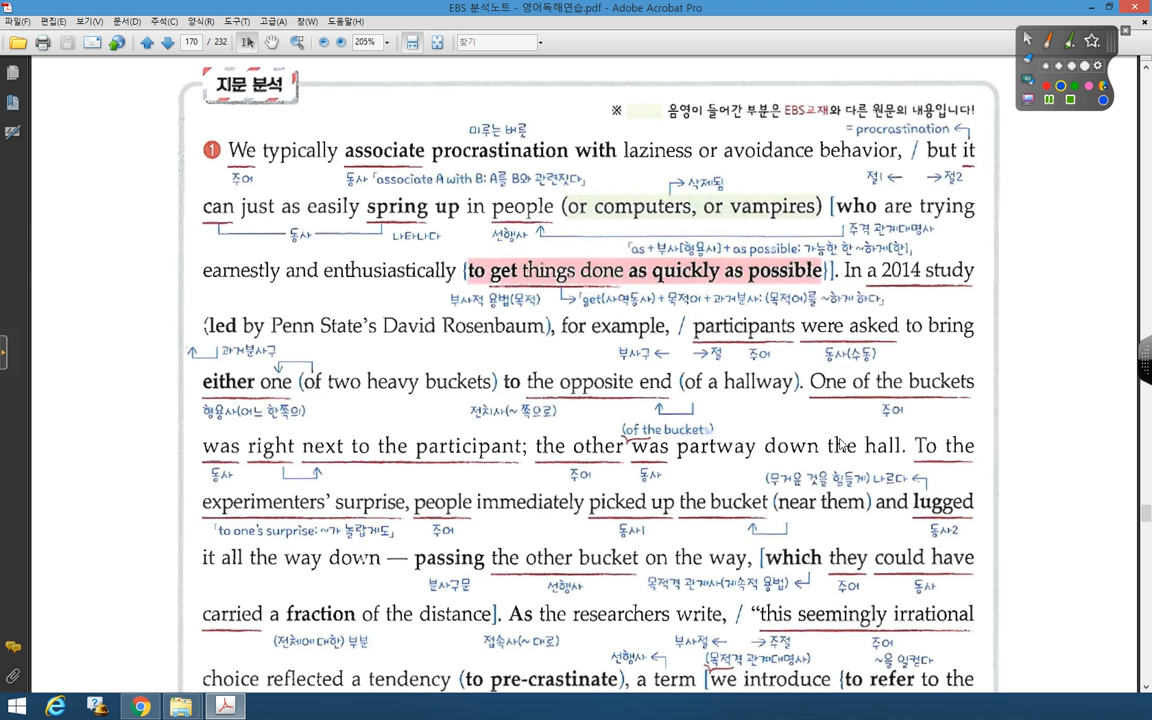 EBS 분석노트 - 영어독해연습.pdf - Adobe Acrobat Pro
파일(F) 편집(E) 보기(V) 문서(D) 주석(C) 양식(R) 도구(T) 고급(A) 창(W) 도움말(H)
170 / 232 205% 찾기
지문 분석
※ 음영이 들어간 부분은 EBS교재와 다른 원문의 내용입니다!
미루는 버릇 = procrastination
❶ We typically associate procrastination with laziness or avoidance behavior, / but it
주어 동사 「associate A with B: A를 B와 관련짓다」 삭제됨 절1 절2
can just as easily spring up in people (or computers, or vampires) [who are trying
동사 나타나다 선행사 주격 관계대명사
「as + 부사[형용사] + as possible: 가능한 한 ~하게[한]」
earnestly and enthusiastically {to get things done as quickly as possible}]. In a 2014 study
부사적 용법(목적) 「get(사역동사) + 목적어 + 과거분사: (목적어)를 ~하게 하다」
(led by Penn State's David Rosenbaum), for example, / participants were asked to bring
과거분사구 부사구 절 주어 동사(수동)
either one (of two heavy buckets) to the opposite end (of a hallway). One of the buckets
형용사(어느 한쪽의) 전치사(~ 쪽으로) 주어
(of the buckets)
was right next to the participant; the other was partway down the hall. To the
동사 주어 동사 (무거운 것을 힘들게) 나르다
experimenters' surprise, people immediately picked up the bucket (near them) and lugged
「to one's surprise: ~가 놀랍게도」 주어 동사1 동사2
it all the way down — passing the other bucket on the way, [which they could have
분사구문 선행사 목적격 관계사(계속적 용법) 주어 동사
carried a fraction of the distance]. As the researchers write, / “this seemingly irrational
(전체에 대한) 부분 접속사(~ 대로) 부사절 주절 주어
선행사 (목적격 관계대명사) ~을 일컫다
choice reflected a tendency (to pre-crastinate), a term [we introduce {to refer to the